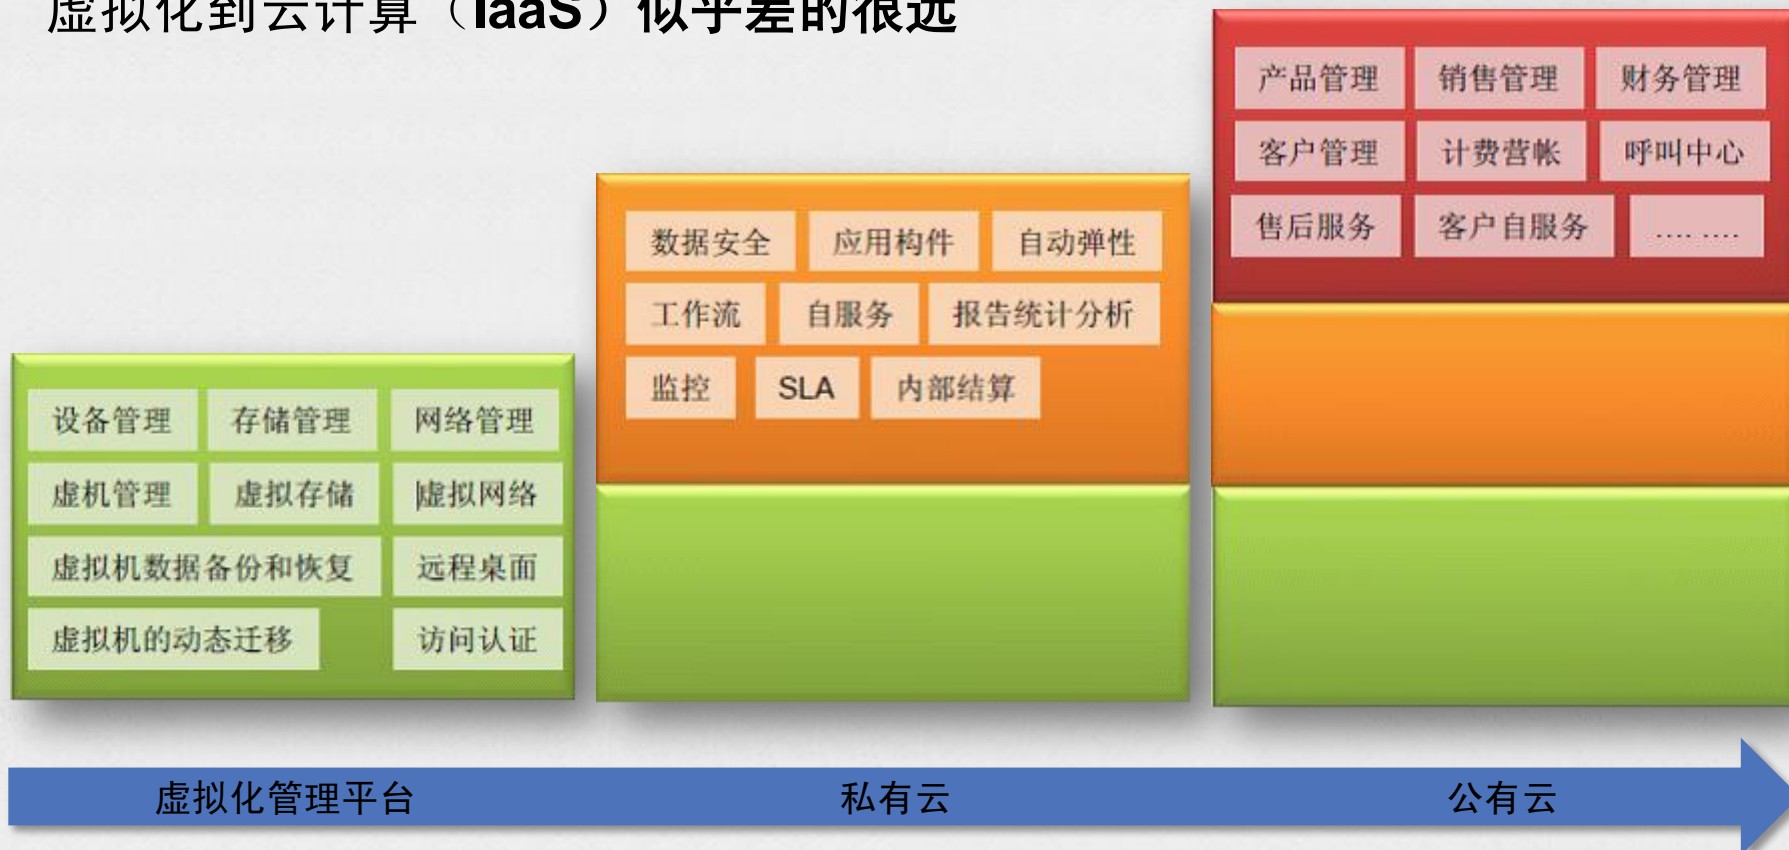 虚拟化到云计算（IaaS）似乎差的很远
产品管理 销售管理 财务管理
客户管理 计费营帐 呼叫中心
售后服务 客户自服务 .... ....
数据安全 应用构件 自动弹性
工作流 自服务 报告统计分析
监控 SLA 内部结算
设备管理 存储管理 网络管理
虚机管理 虚拟存储 虚拟网络
虚拟机数据备份和恢复 远程桌面
虚拟机的动态迁移 访问认证
虚拟化管理平台 私有云 公有云